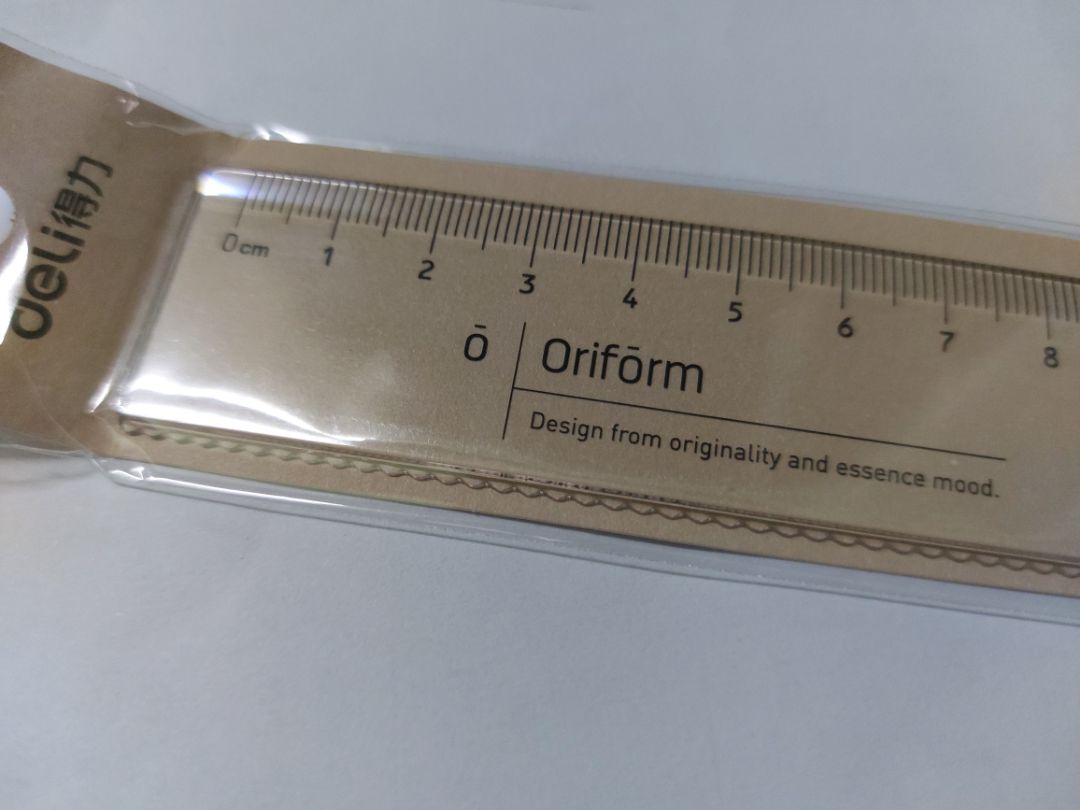 deli得力
0cm 1 2 3 4 5 6 7 8
ō Orifōrm
Design from originality and essence mood.